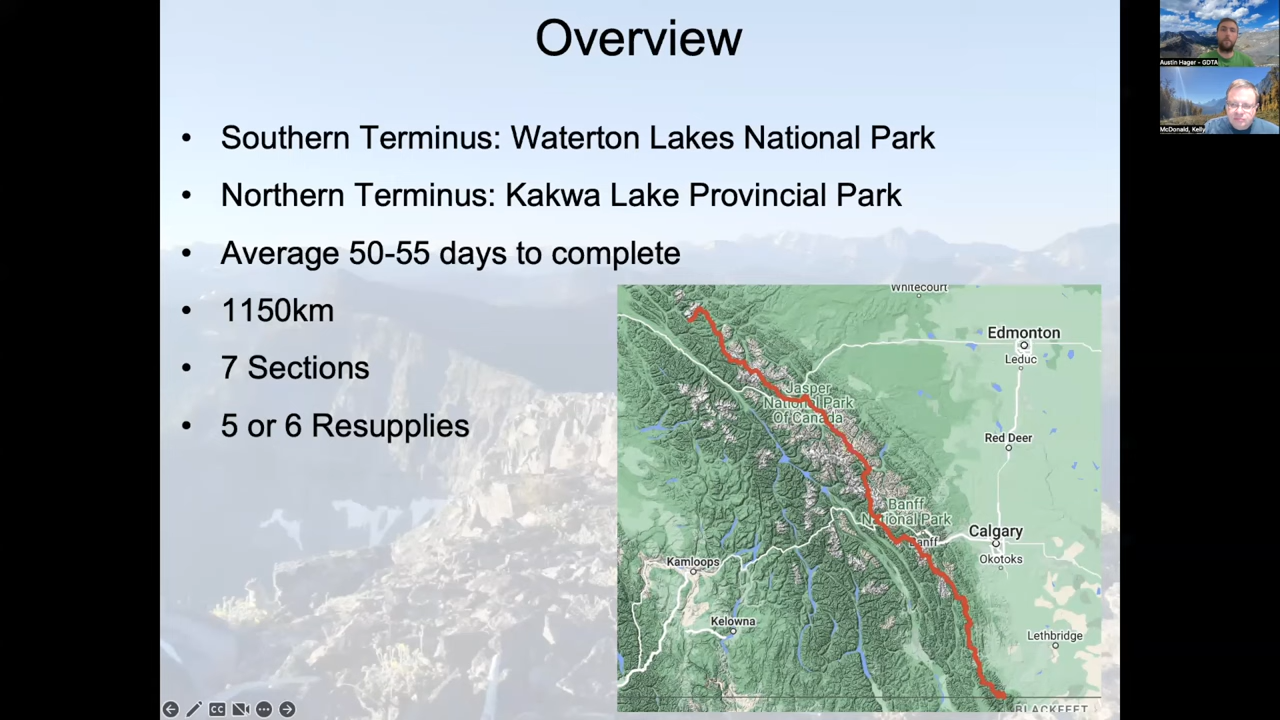 Overview
Austin Hager - GDTA
McDonald, Kelly
• Southern Terminus: Waterton Lakes National Park
• Northern Terminus: Kakwa Lake Provincial Park
• Average 50-55 days to complete
• 1150km
• 7 Sections
• 5 or 6 Resupplies
Whitecourt
Edmonton
Leduc
Jasper
National Park
Of Canada
Red Deer
Banff
National Park
Calgary
Banff
Okotoks
Kamloops
Kelowna
Lethbridge
BLACKFEET
CC